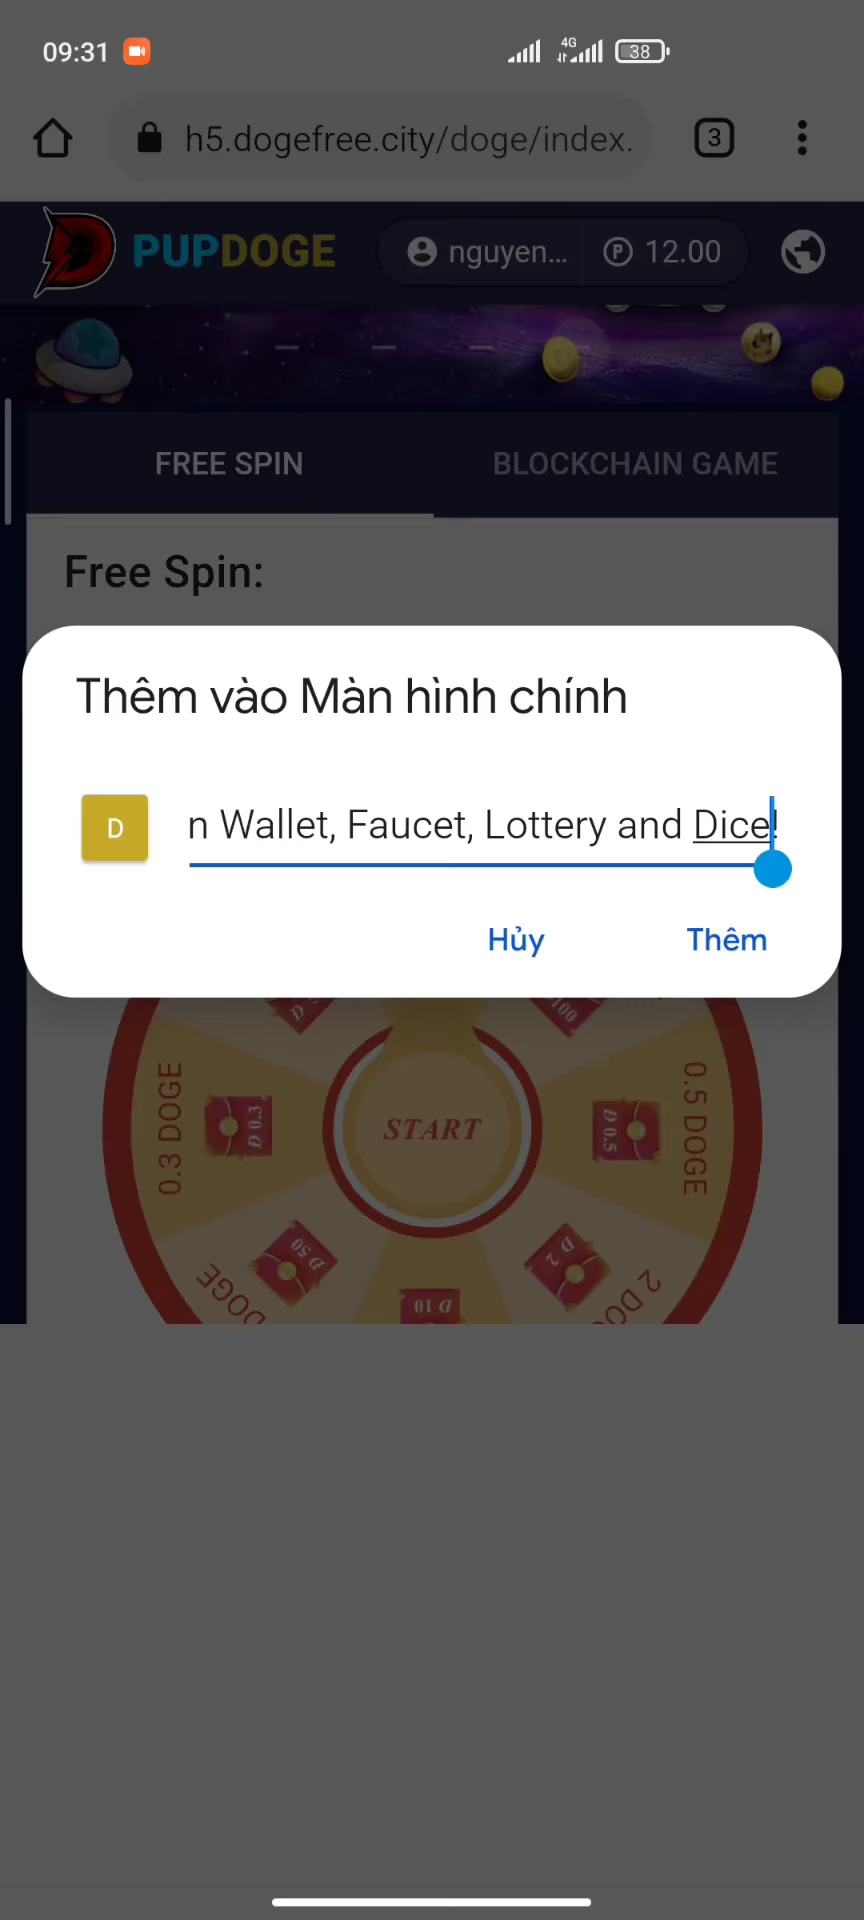 09:31
4G
38
h5.dogefree.city/doge/index.
3
PUPDOGE
nguyen...
P 12.00
FREE SPIN
BLOCKCHAIN GAME
Free Spin:
Thêm vào Màn hình chính
D
n Wallet, Faucet, Lottery and Dice!
Hủy
Thêm
D
100
0.3 DOGE
D 0.3
START
D 0.5
0.5 DOGE
DOGE
D 50
D 10
D 2
2 DOG